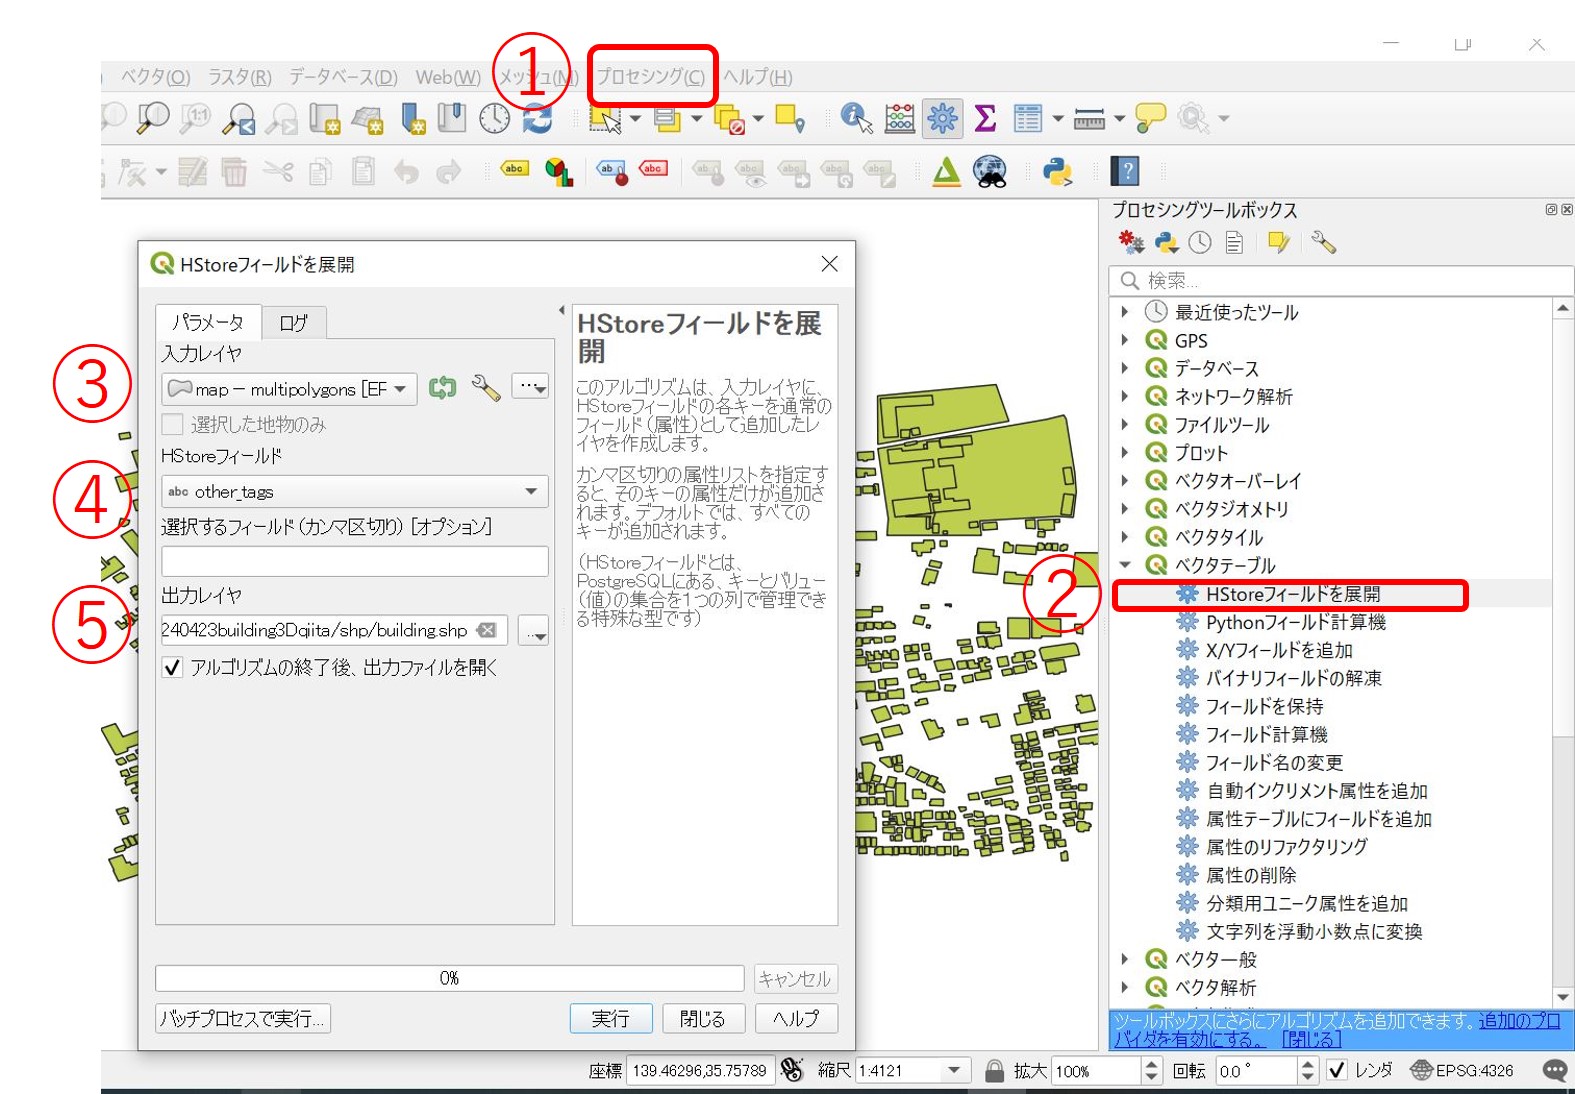 ①
ベクタ(O) ラスタ(R) データベース(D) Web(W) メッシュ(M) プロセシング(C) ヘルプ(H)
1:1
abc
ab
abc
プロセシングツールボックス
検索...
最近使ったツール
GPS
データベース
ネットワーク解析
ファイルツール
プロット
ベクタオーバーレイ
ベクタジオメトリ
ベクタタイル
ベクタテーブル
②
HStoreフィールドを展開
Pythonフィールド計算機
X/Yフィールドを追加
バイナリフィールドの解凍
フィールドを保持
フィールド計算機
フィールド名の変更
自動インクリメント属性を追加
属性テーブルにフィールドを追加
属性のリファクタリング
属性の削除
分類用ユニーク属性を追加
文字列を浮動小数点に変換
ベクタ一般
ベクタ解析
ツールボックスにさらにアルゴリズムを追加できます。追加のプロ
バイダを有効にする。 [閉じる]
HStoreフィールドを展開
パラメータ ログ
入力レイヤ
③
map — multipolygons [EF
選択した地物のみ
HStoreフィールド
④
abc other_tags
選択するフィールド(カンマ区切り) [オプション]
出力レイヤ
⑤
240423building3Dqiita/shp/building.shp
アルゴリズムの終了後、出力ファイルを開く
HStoreフィールドを展
開
このアルゴリズムは、入力レイヤに、
HStoreフィールドの各キーを通常の
フィールド(属性)として追加したレ
イヤを作成します。
カンマ区切りの属性リストを指定す
ると、そのキーの属性だけが追加さ
れます。デフォルトでは、すべての
キーが追加されます。
(HStoreフィールドとは、
PostgreSQLにある、キーとバリュー
(値)の集合を1つの列で管理でき
る特殊な型です)
0%
キャンセル
バッチプロセスで実行...
実行 閉じる ヘルプ
座標 139.46296,35.75789 縮尺 1:4121 拡大 100% 回転 0.0 ° レンダ EPSG:4326